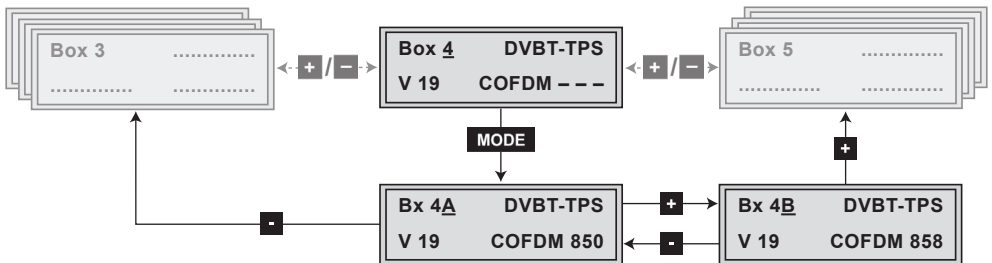 Box 3 ..............
.............. ..............
+/−
Box 4 DVBT-TPS
V 19 COFDM – – –
+/−
Box 5 ..............
.............. ..............
MODE
+
-
Bx 4A DVBT-TPS
V 19 COFDM 850
+
-
Bx 4B DVBT-TPS
V 19 COFDM 858